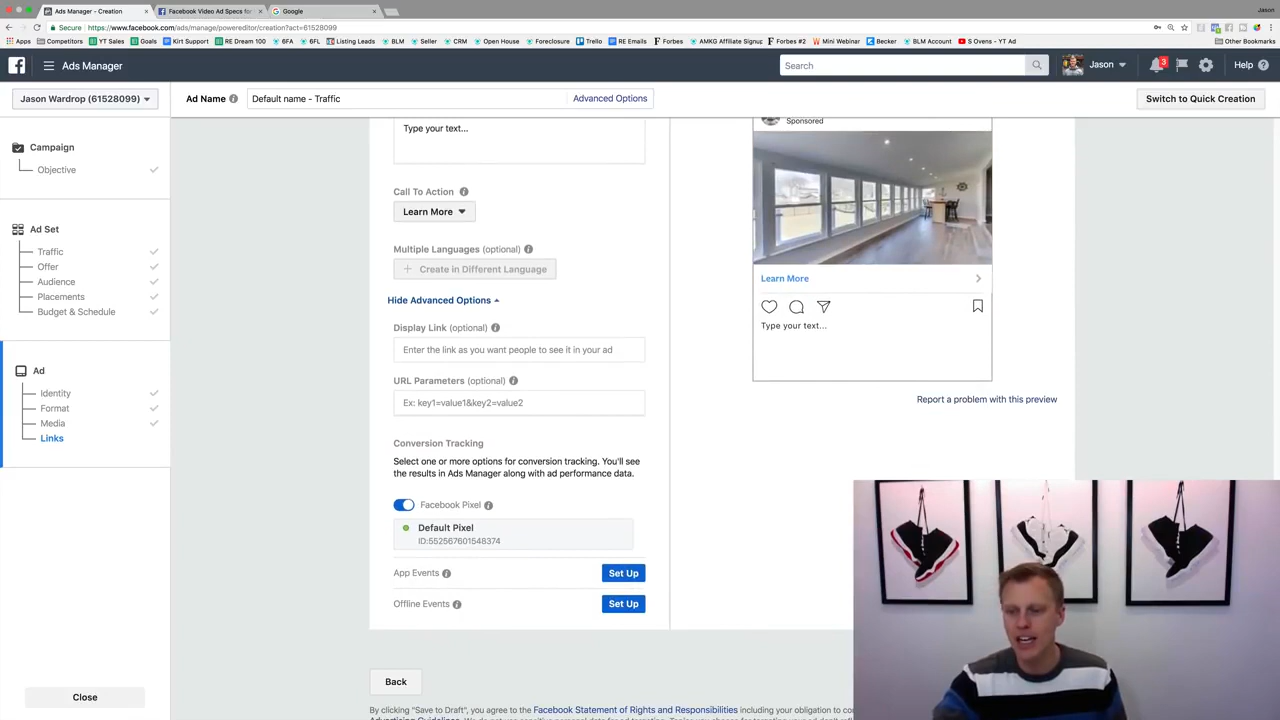 Ads Manager - Creation
Facebook Video Ad Specs for
Google
Jason
Secure
https://www.facebook.com/ads/manage/powereditor/creation?act=61528099
Apps
Competitors
YT Sales
Goals
Kirt Support
RE Dream 100
6FA
6FL
Listing Leads
BLM
Seller
CRM
Open House
Foreclosure
Trello
RE Emails
Forbes
AMKG Affiliate Signup
Forbes #2
Mini Webinar
Becker
BLM Account
S Ovens - YT Ad
Other Bookmarks
Ads Manager
Search
Jason
3
Help
Jason Wardrop (61528099)
Ad Name
Default name - Traffic
Advanced Options
Switch to Quick Creation
Campaign
Objective
Ad Set
Traffic
Offer
Audience
Placements
Budget & Schedule
Ad
Identity
Format
Media
Links
Close
Type your text...
Call To Action
Learn More
Multiple Languages (optional)
+ Create in Different Language
Hide Advanced Options
Display Link (optional)
Enter the link as you want people to see it in your ad
URL Parameters (optional)
Ex: key1=value1&key2=value2
Conversion Tracking
Select one or more options for conversion tracking. You'll see
the results in Ads Manager along with ad performance data.
Facebook Pixel
Default Pixel
ID:552567601548374
App Events
Set Up
Offline Events
Set Up
Back
By clicking "Save to Draft", you agree to the Facebook Statement of Rights and Responsibilities including your obligation to co
Sponsored
Learn More
Type your text...
Report a problem with this preview